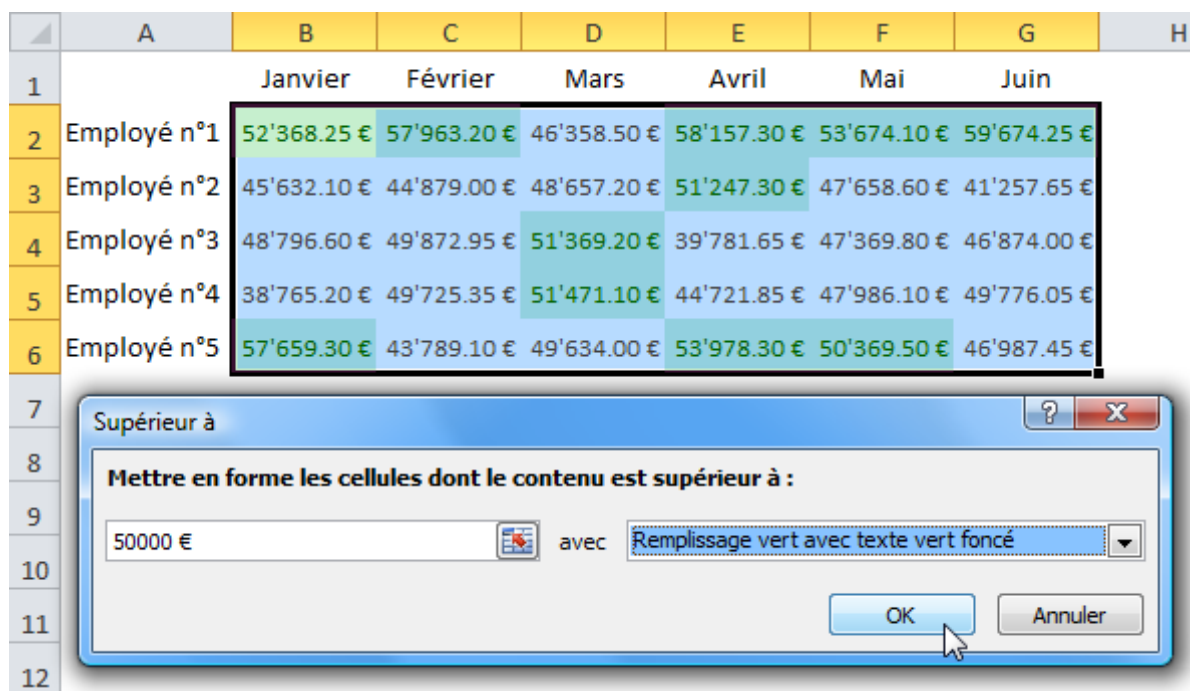 A B C D E F G H
1 Janvier Février Mars Avril Mai Juin
2 Employé n°1 52'368.25 € 57'963.20 € 46'358.50 € 58'157.30 € 53'674.10 € 59'674.25 €
3 Employé n°2 45'632.10 € 44'879.00 € 48'657.20 € 51'247.30 € 47'658.60 € 41'257.65 €
4 Employé n°3 48'796.60 € 49'872.95 € 51'369.20 € 39'781.65 € 47'369.80 € 46'874.00 €
5 Employé n°4 38'765.20 € 49'725.35 € 51'471.10 € 44'721.85 € 47'986.10 € 49'776.05 €
6 Employé n°5 57'659.30 € 43'789.10 € 49'634.00 € 53'978.30 € 50'369.50 € 46'987.45 €
7 Supérieur à ? X
8 Mettre en forme les cellules dont le contenu est supérieur à :
9
50000 € avec Remplissage vert avec texte vert foncé
10
11 OK Annuler
12